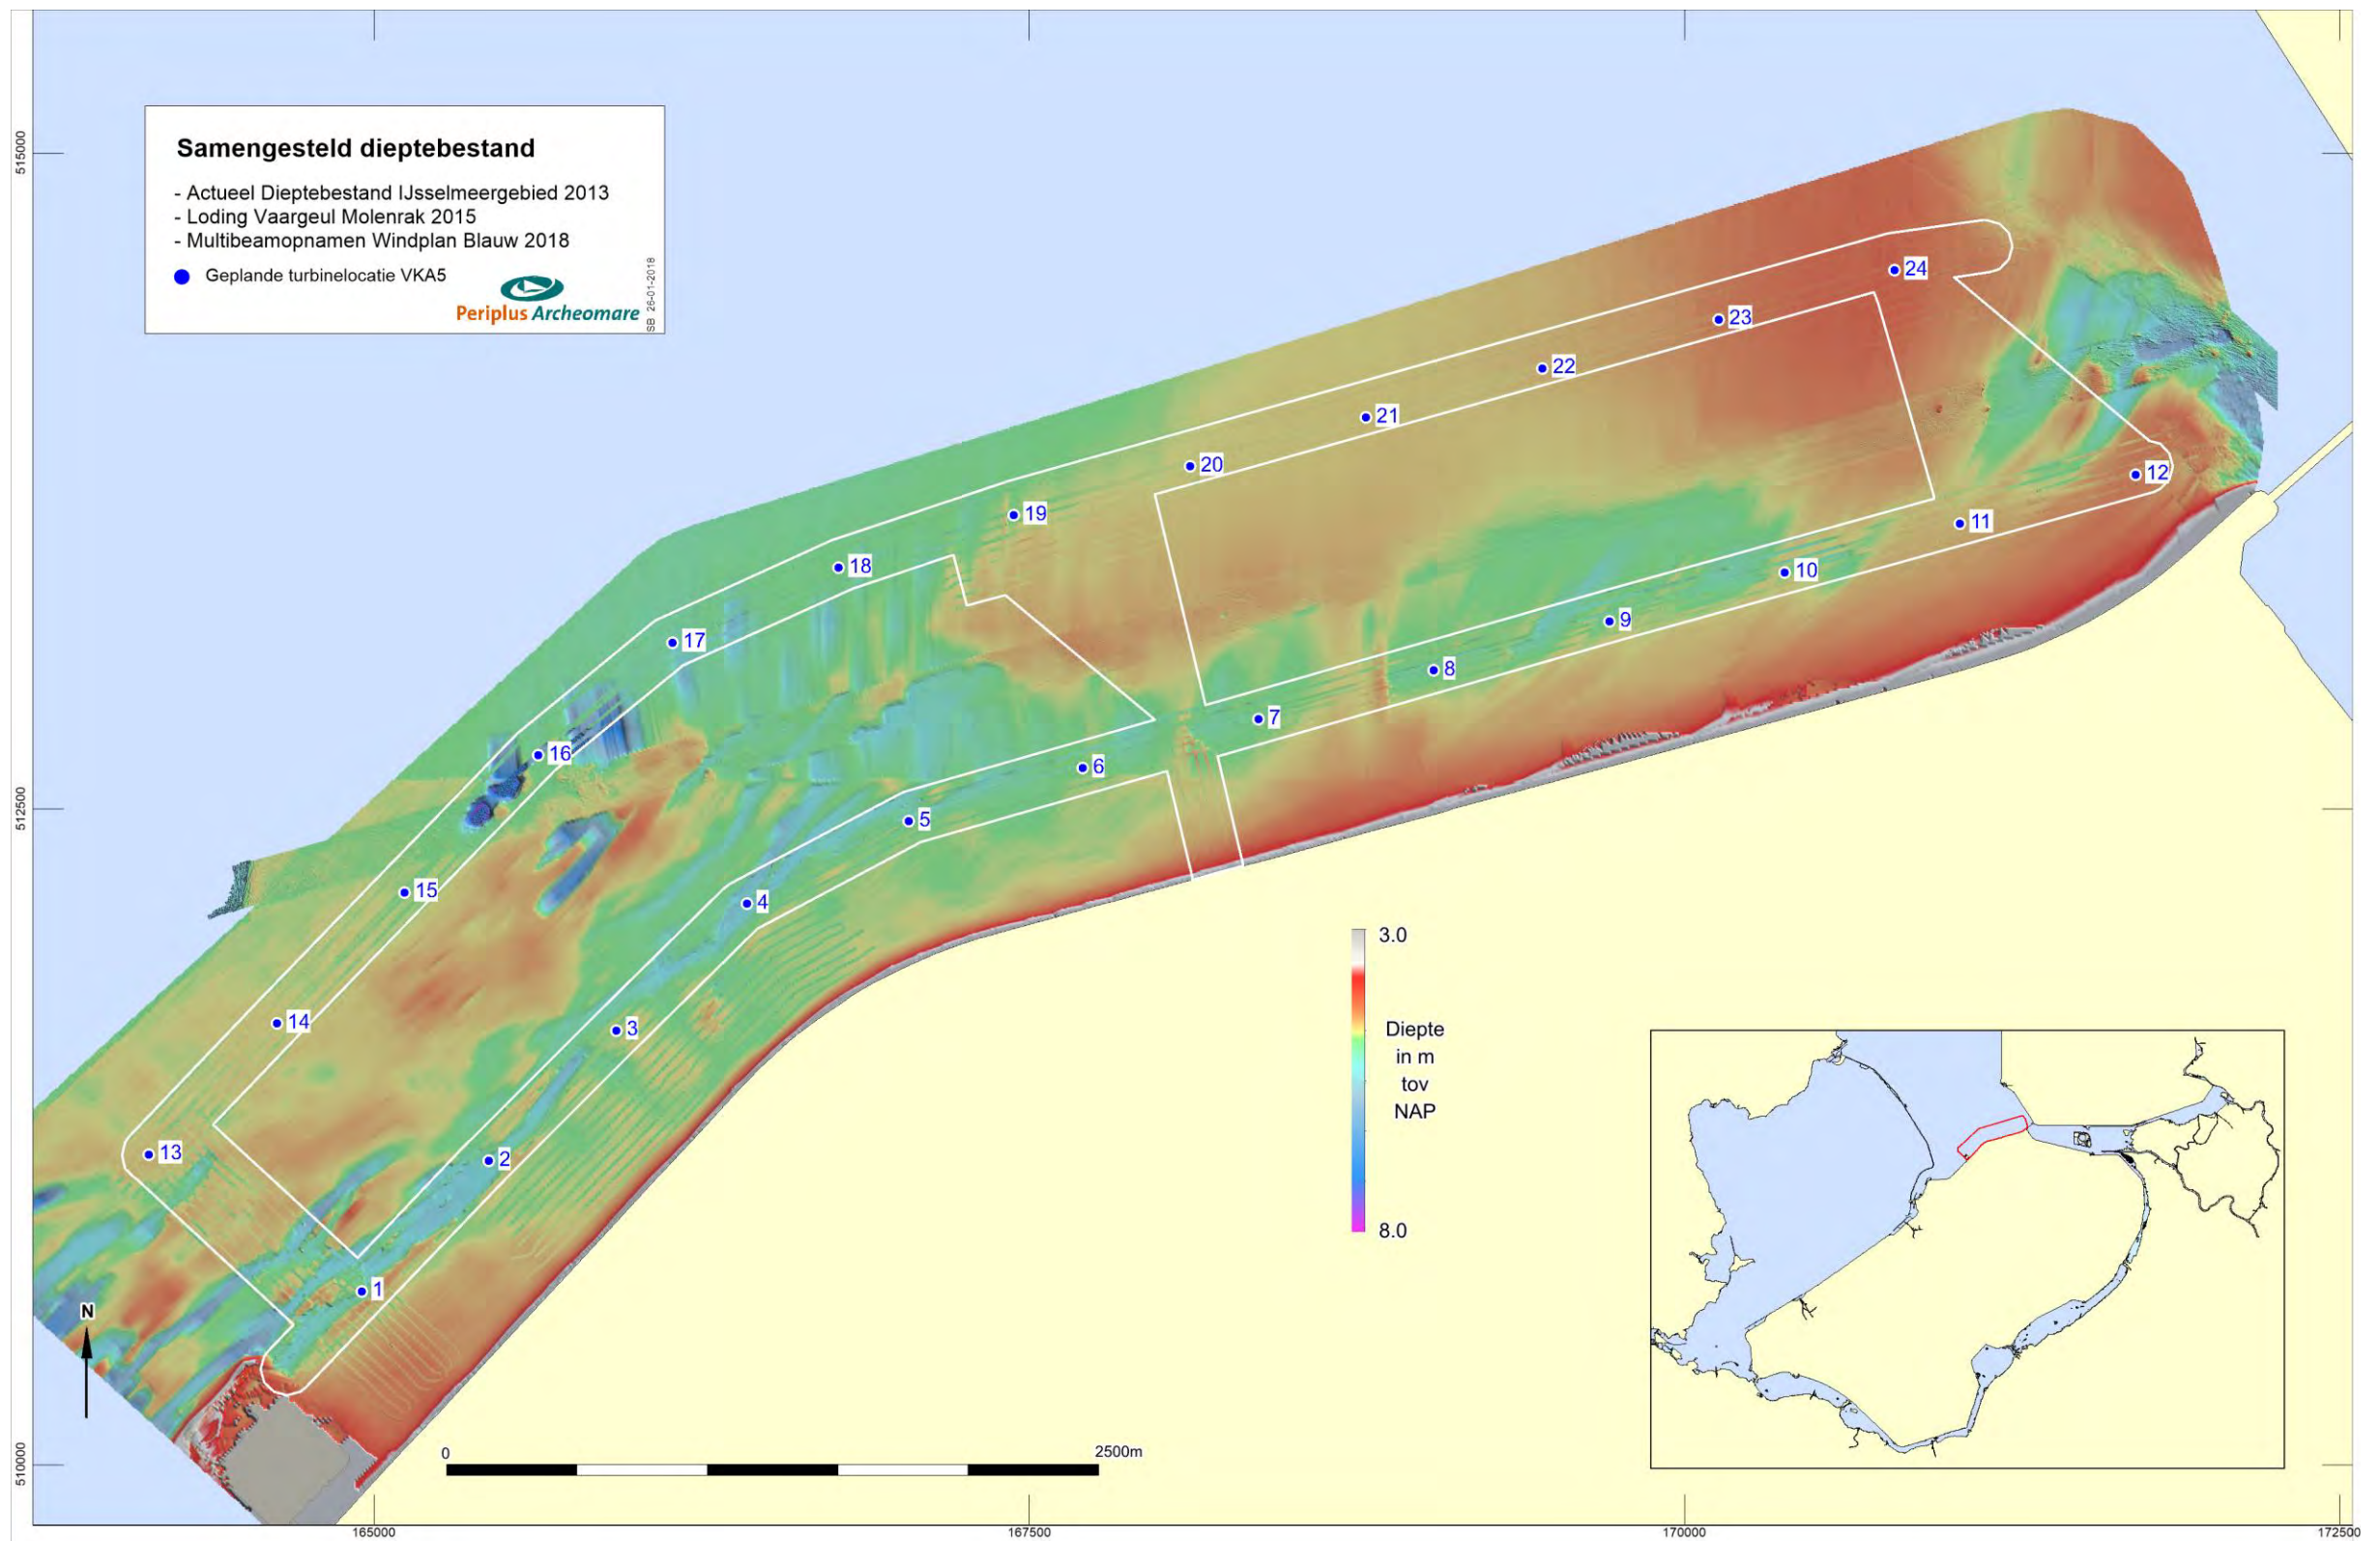 Samengesteld dieptebestand
- Actueel Dieptebestand IJsselmeergebied 2013
- Loding Vaargeul Molenrak 2015
- Multibeamopnamen Windplan Blauw 2018
Geplande turbinelocatie VKA5
Periplus Archeomare
SB 26-01-2018
515000
512500
510000
24
23
22
21
20
19
18
17
16
15
14
13
12
11
10
9
8
7
6
5
4
3
2
1
3.0
Diepte
in m
tov
NAP
8.0
N
0
2500m
165000
167500
170000
172500